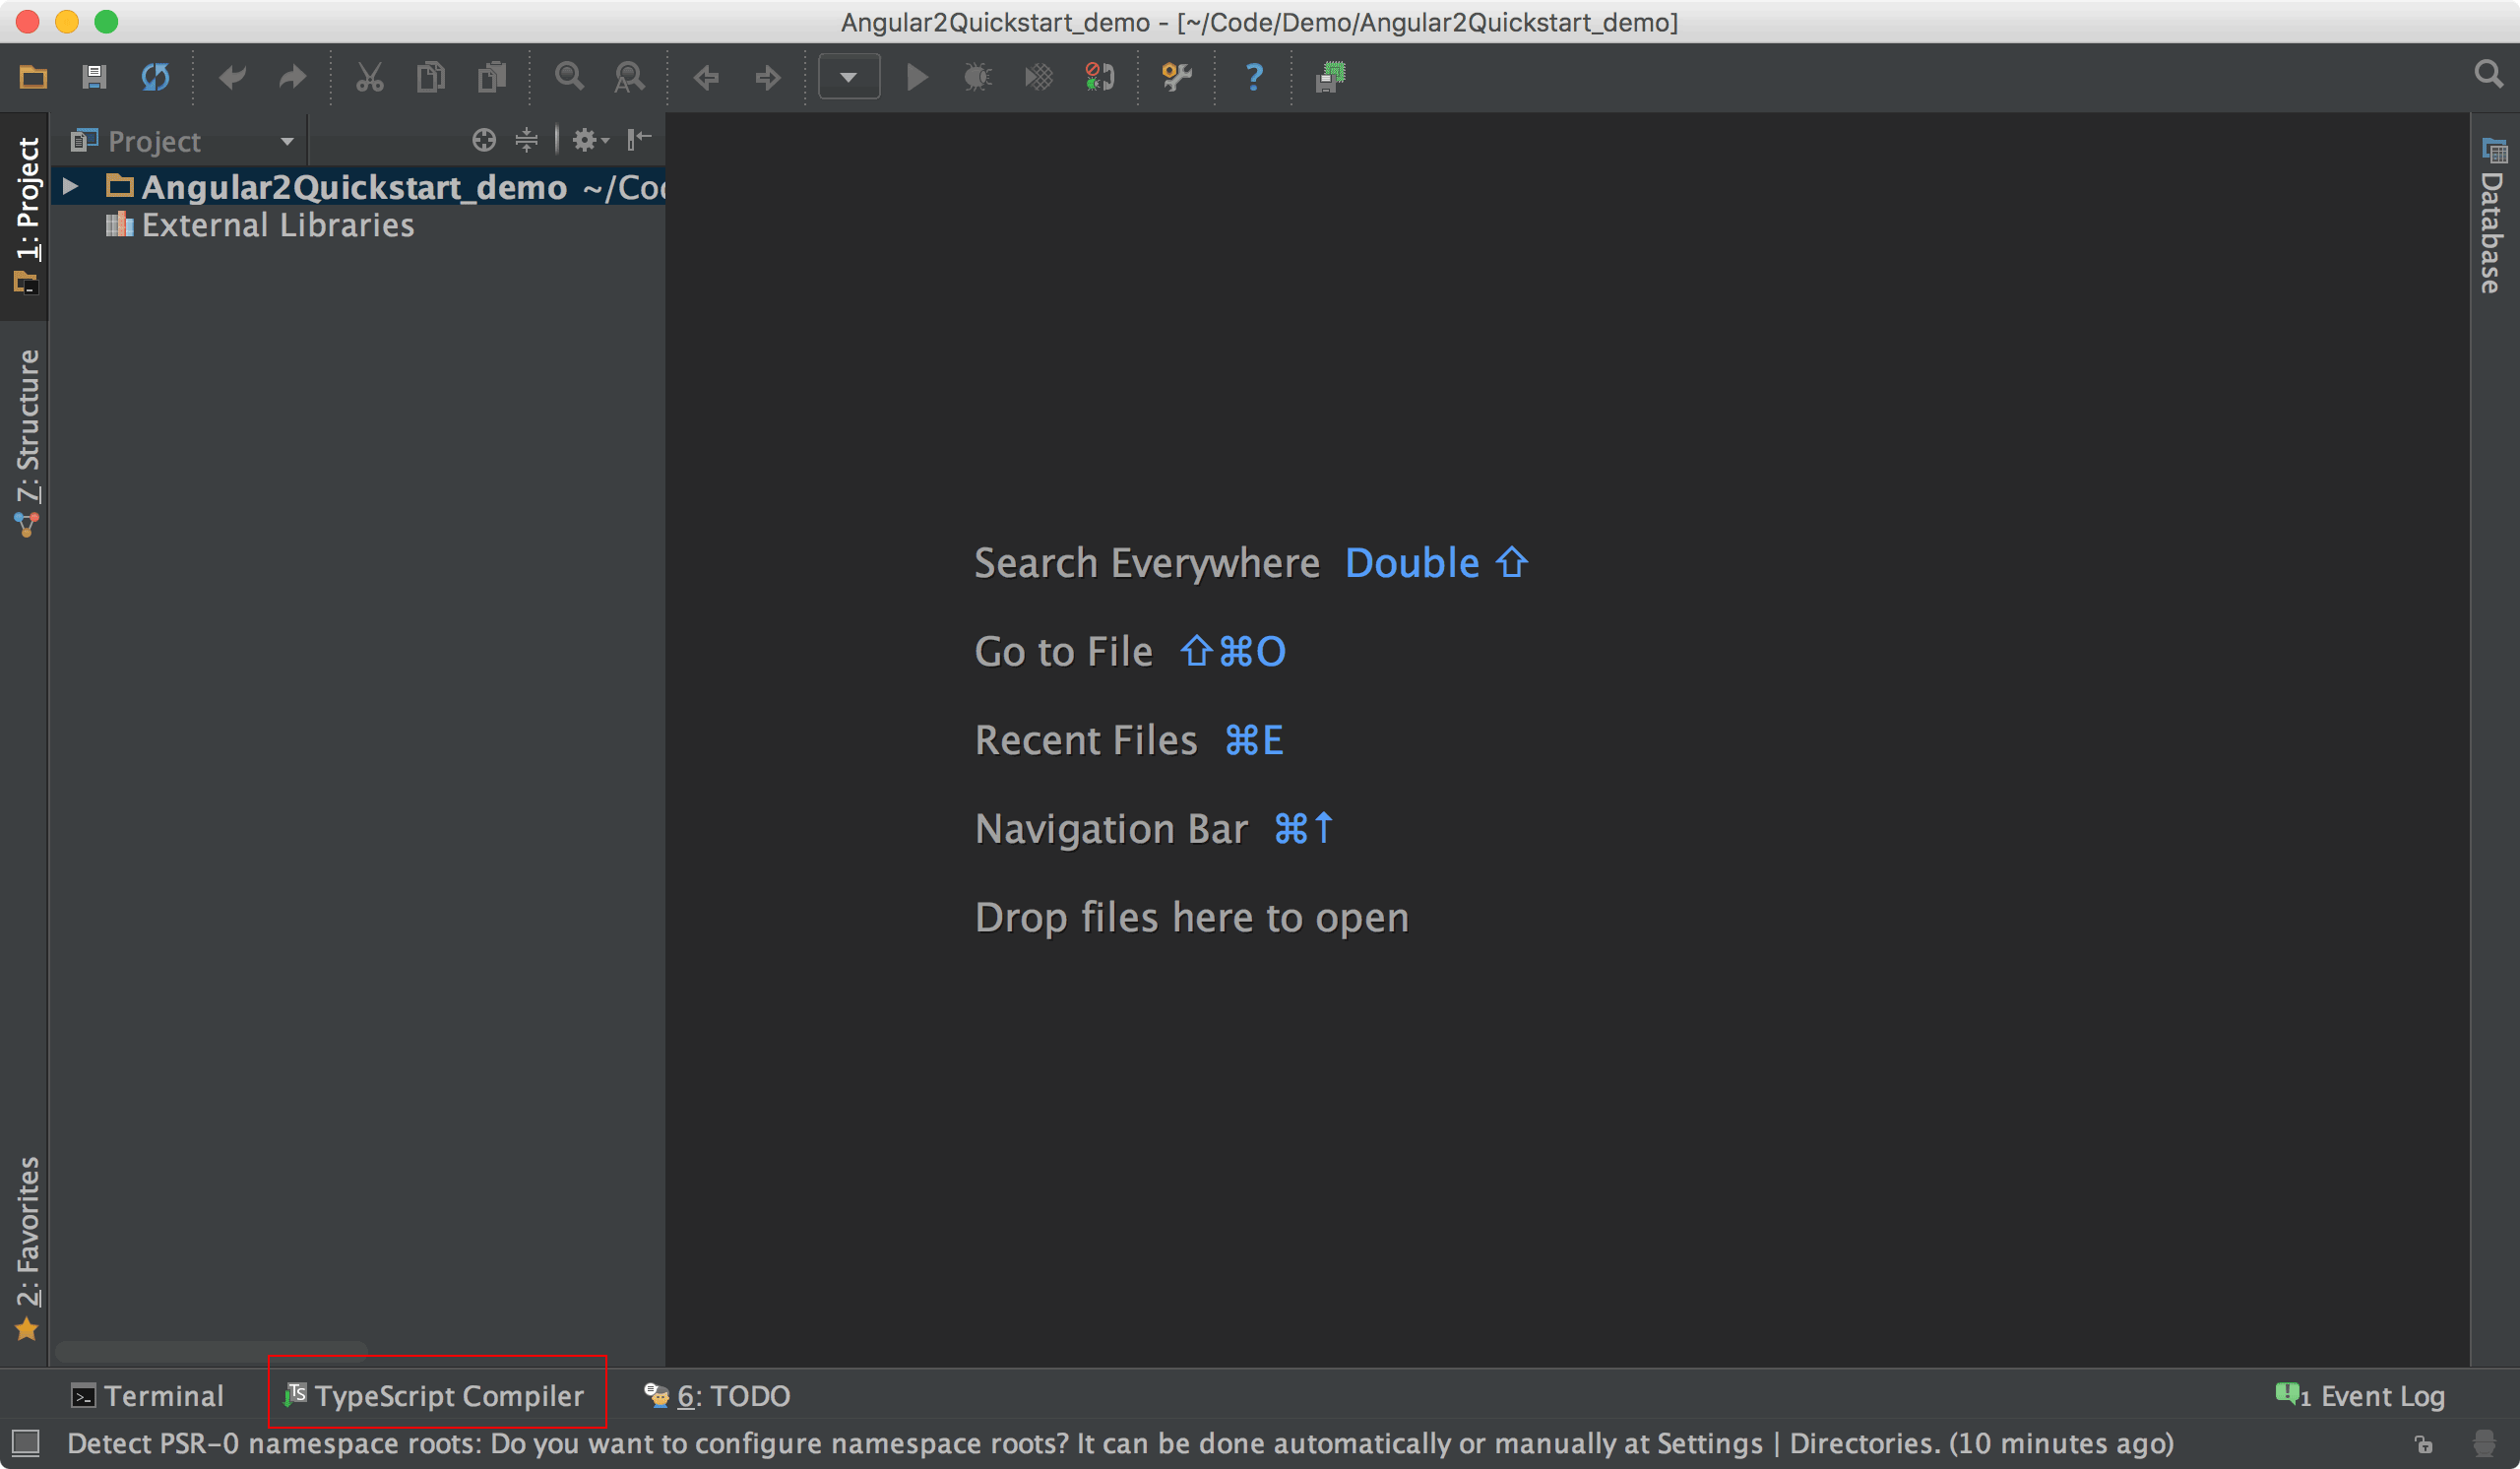 Angular2Quickstart_demo - [~/Code/Demo/Angular2Quickstart_demo]
?
1: Project
Project
Angular2Quickstart_demo ~/Cod
External Libraries
7: Structure
2: Favorites
Database
Search Everywhere Double ⇧
Go to File ⇧⌘O
Recent Files ⌘E
Navigation Bar ⌘↑
Drop files here to open
Terminal
TS TypeScript Compiler
6: TODO
1 Event Log
Detect PSR-0 namespace roots: Do you want to configure namespace roots? It can be done automatically or manually at Settings | Directories. (10 minutes ago)